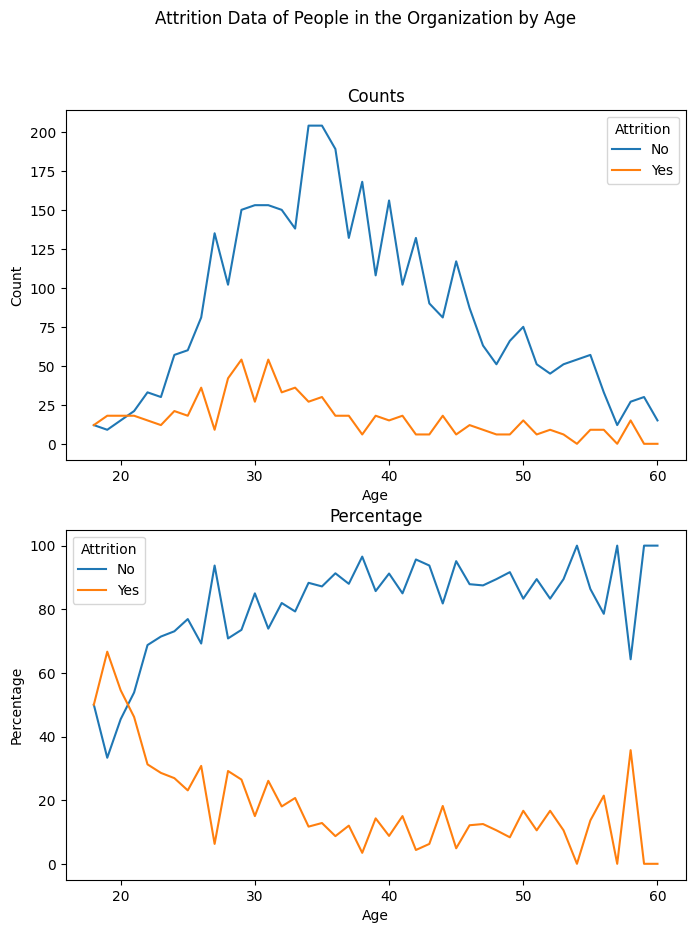 Attrition Data of People in the Organization by Age
Counts
200
175
150
125
100
75
50
25
0
Count
Attrition
No
Yes
20
30
40
50
60
Age
Percentage
100
80
60
40
20
0
Percentage
Attrition
No
Yes
20
30
40
50
60
Age